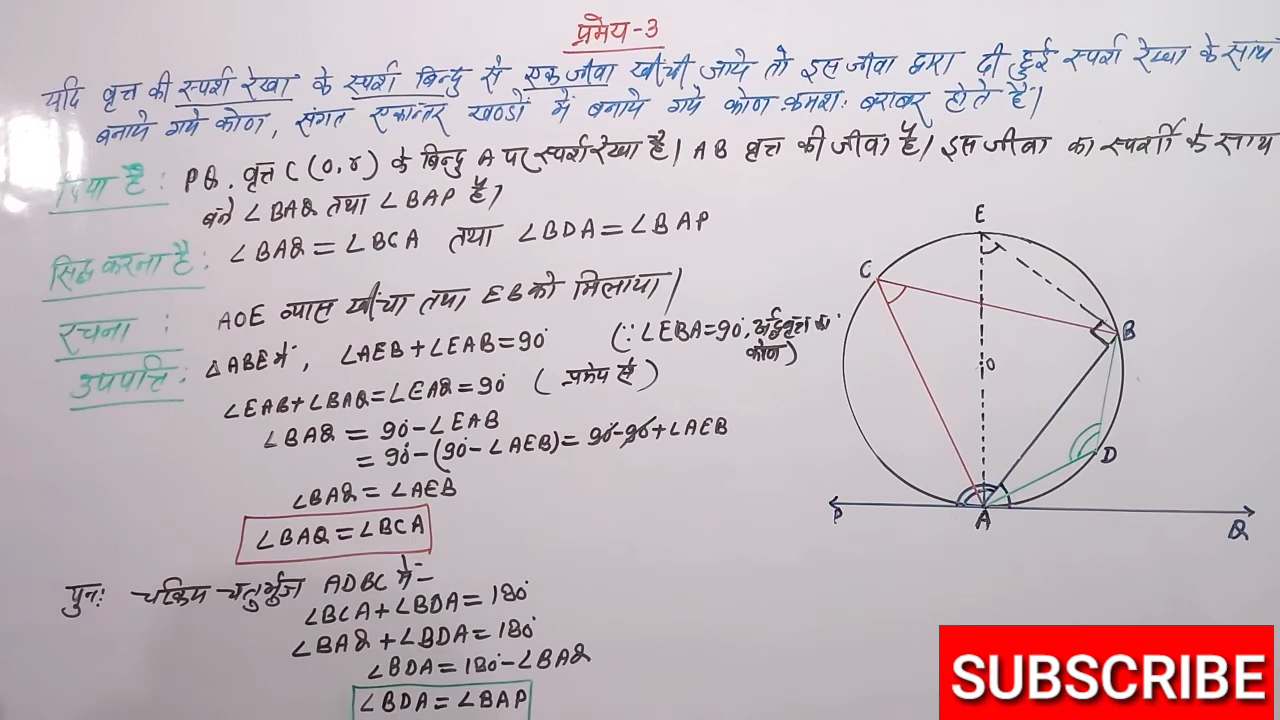 प्रमेय-3
यदि वृत्त की स्पर्श रेखा के स्पर्श बिन्दु से एक जीवा खींची जाये तो इस जीवा द्वारा दी हुई स्पर्श रेखा के साथ
बनाये गये कोण, संगत एकान्तर खण्डों में बनाये गये कोण क्रमश: बराबर होते हैं।
दिया है: PQ, वृत्त C(O,r) के बिन्दु A पर स्पर्श रेखा है। AB वृत्त की जीवा है। इस जीवा का स्पर्शी के साथ
बने ∠BAQ तथा ∠BAP हैं।
सिद्ध करना है: ∠BAQ = ∠BCA तथा ∠BDA = ∠BAP
रचना : AOE व्यास खींचा तथा EB को मिलाया।
उपपत्ति: △ABE में, ∠AEB + ∠EAB = 90° (∵ ∠EBA = 90°, अर्द्धवृत्त का
कोण)
∠EAB + ∠BAQ = ∠EAQ = 90° (प्रमेय से)
∠BAQ = 90° - ∠EAB
= 90° - (90° - ∠AEB) = 90° - 90° + ∠AEB
∠BAQ = ∠AEB
∠BAQ = ∠BCA
पुनः चक्रिय चतुर्भुज ADBC में-
∠BCA + ∠BDA = 180°
∠BAQ + ∠BDA = 180°
∠BDA = 180° - ∠BAQ
∠BDA = ∠BAP
E
C
B
O
D
P
A
Q
SUBSCRIBE